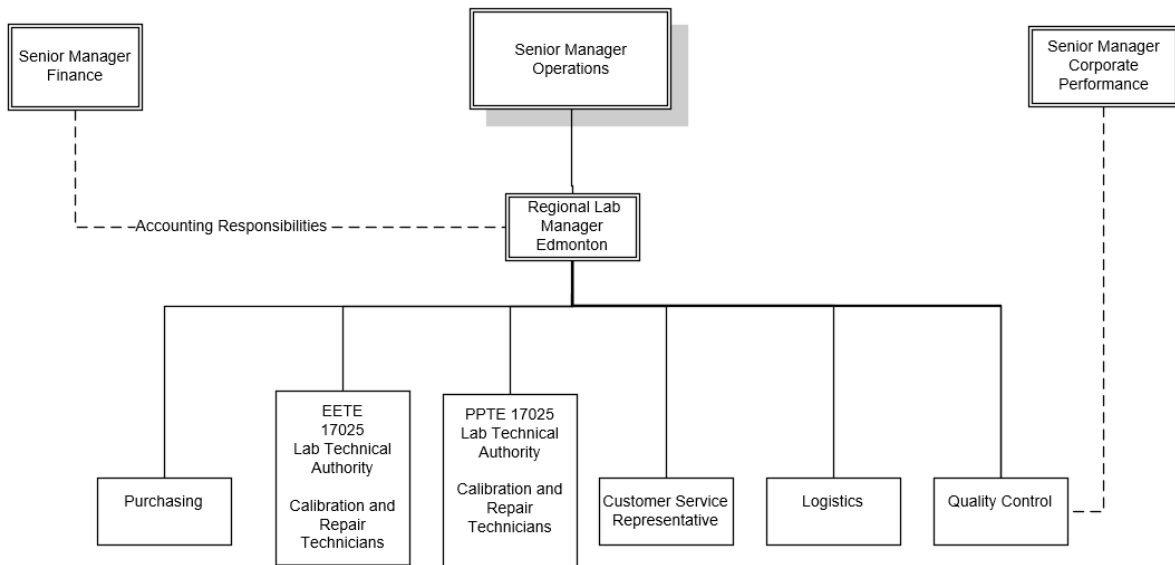 Senior Manager
Finance
Senior Manager
Operations
Senior Manager
Corporate
Performance
Accounting Responsibilities
Regional Lab
Manager
Edmonton
Purchasing
EETE
17025
Lab Technical
Authority
Calibration and
Repair
Technicians
PPTE 17025
Lab Technical
Authority
Calibration and
Repair
Technicians
Customer Service
Representative
Logistics
Quality Control